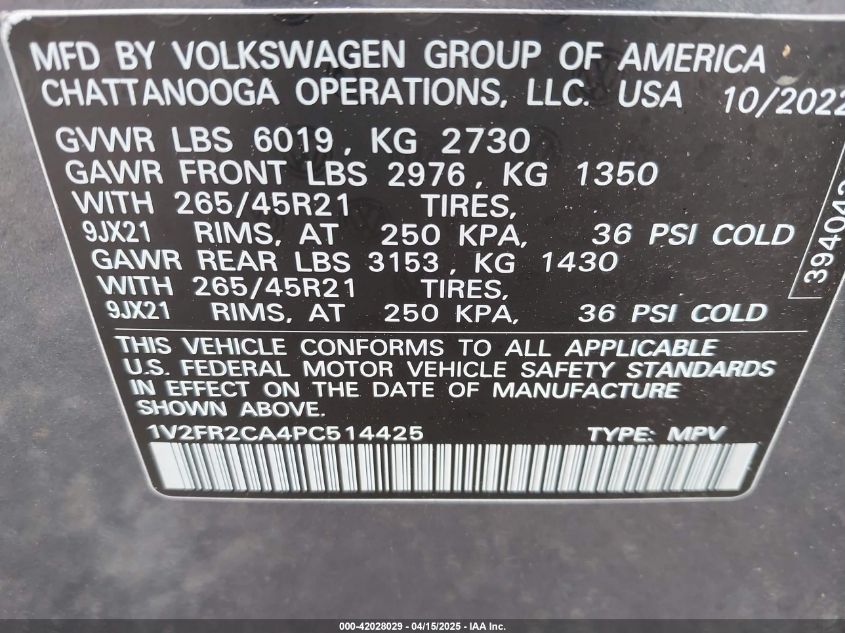 MFD BY VOLKSWAGEN GROUP OF AMERICA
CHATTANOOGA OPERATIONS, LLC. USA 10/2022
GVWR LBS 6019, KG 2730
GAWR FRONT LBS 2976, KG 1350
WITH 265/45R21 TIRES,
9JX21 RIMS, AT 250 KPA, 36 PSI COLD
GAWR REAR LBS 3153, KG 1430
WITH 265/45R21 TIRES,
9JX21 RIMS, AT 250 KPA, 36 PSI COLD
THIS VEHICLE CONFORMS TO ALL APPLICABLE
U.S. FEDERAL MOTOR VEHICLE SAFETY STANDARDS
IN EFFECT ON THE DATE OF MANUFACTURE
SHOWN ABOVE.
1V2FR2CA4PC514425 TYPE: MPV
000-42028029 - 04/15/2025 - IAA Inc.